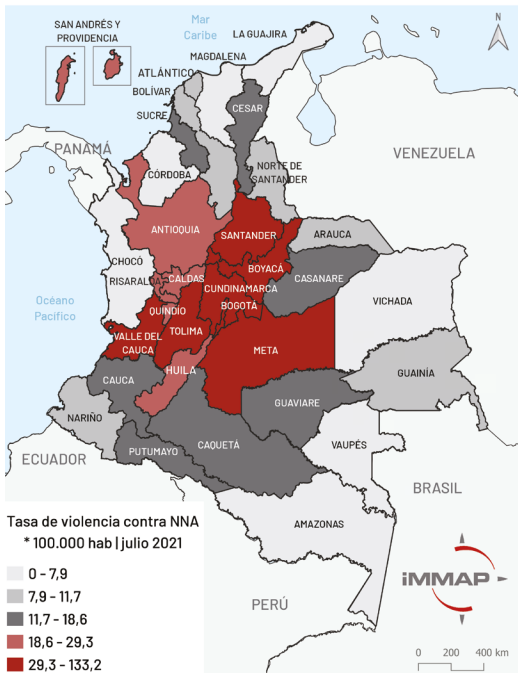 SAN ANDRÉS Y
PROVIDENCIA
Mar
Caribe
LA GUAJIRA
N
MAGDALENA
ATLÁNTICO
BOLÍVAR
CESAR
SUCRE
PANAMÁ
VENEZUELA
CÓRDOBA
NORTE DE
SANTANDER
ANTIOQUIA
SANTANDER
ARAUCA
CHOCÓ
BOYACÁ
RISARALDA
CALDAS
CASANARE
CUNDINAMARCA
Océano
Pacífico
VICHADA
QUINDIO
BOGOTÁ
VALLE DEL
CAUCA
TOLIMA
META
HUILA
GUAINÍA
CAUCA
GUAVIARE
NARIÑO
CAQUETÁ
VAUPÉS
PUTUMAYO
ECUADOR
BRASIL
AMAZONAS
Tasa de violencia contra NNA
* 100.000 hab | julio 2021
0 - 7,9
7,9 - 11,7
11,7 - 18,6
18,6 - 29,3
29,3 - 133,2
PERÚ
iMMAP
0 200 400 km